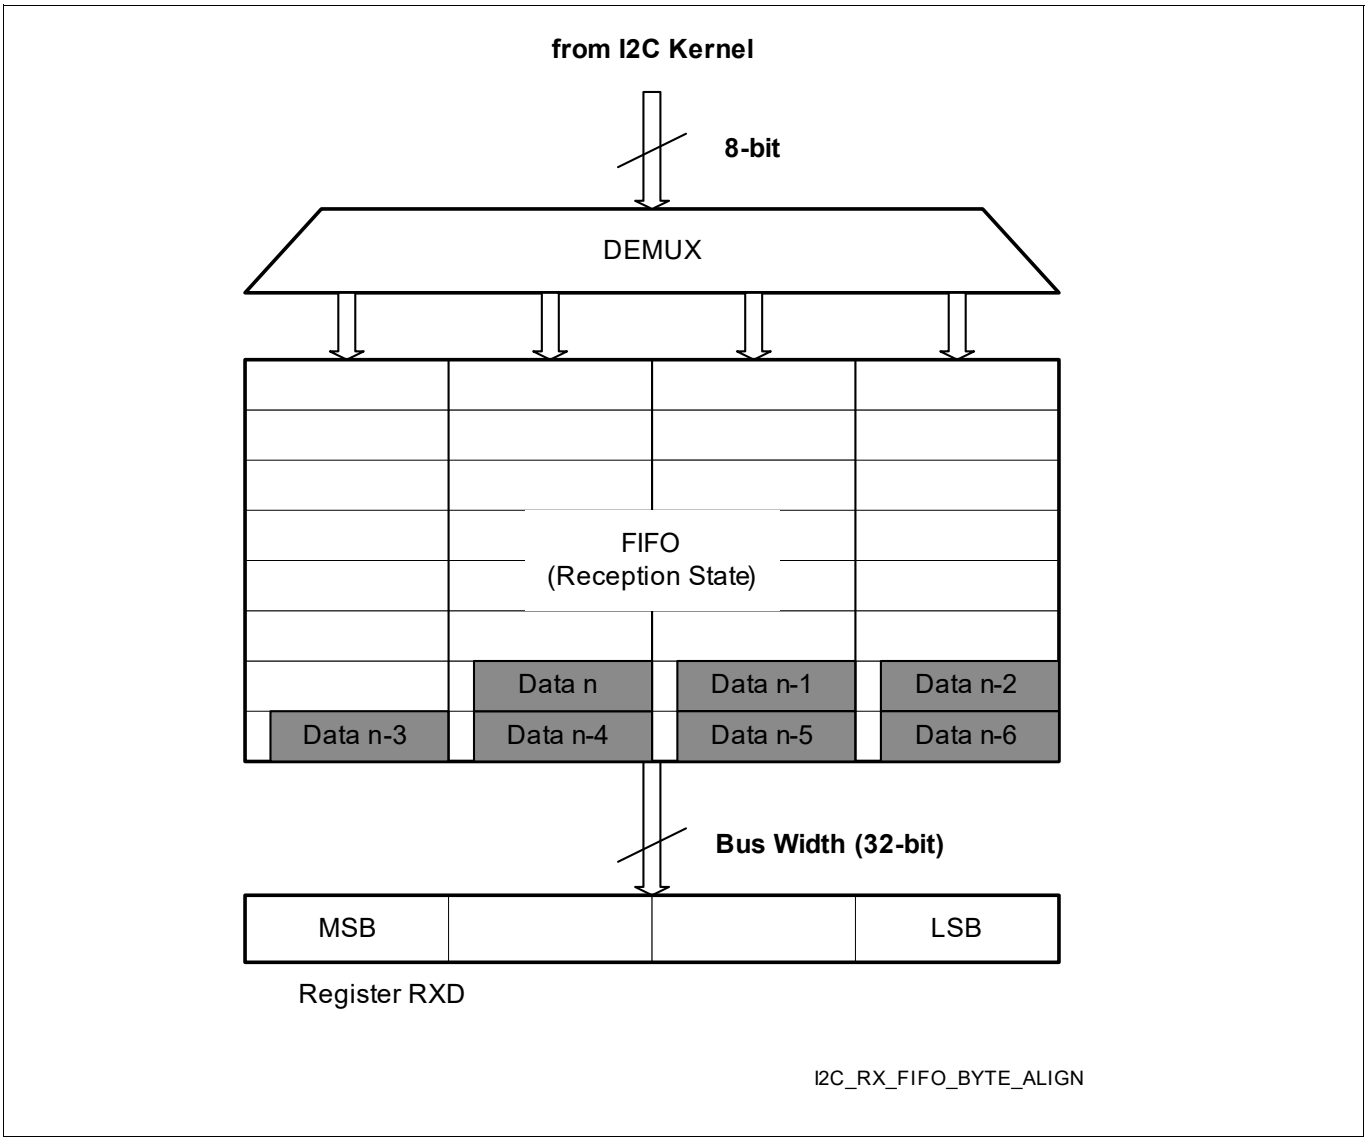 from I2C Kernel
8-bit
DEMUX
FIFO
(Reception State)
Data n
Data n-1
Data n-2
Data n-3
Data n-4
Data n-5
Data n-6
Bus Width (32-bit)
MSB
LSB
Register RXD
I2C_RX_FIFO_BYTE_ALIGN